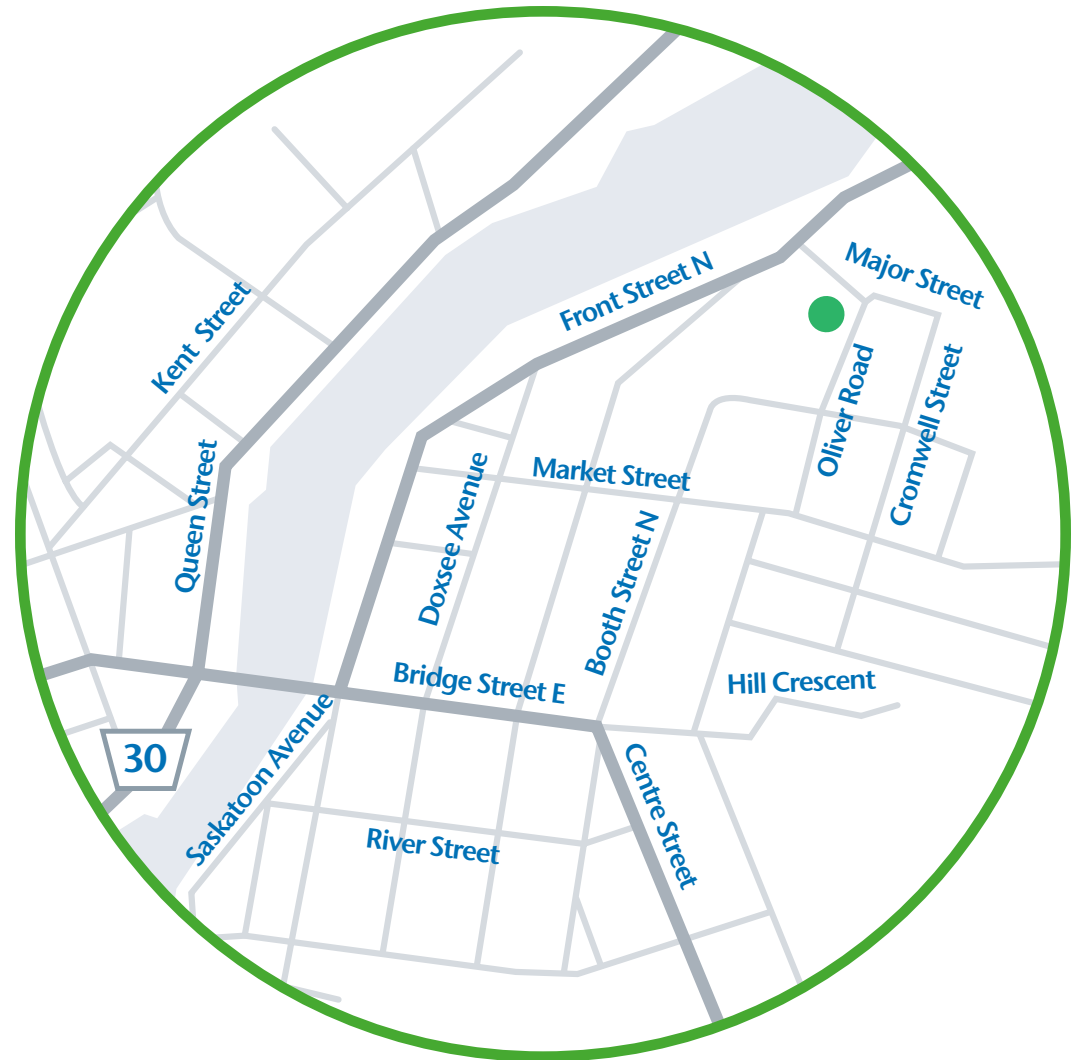 Major Street
Front Street N
Kent Street
Olliver Road
Cromwell Street
Queen Street
Market Street
Doxsee Avenue
Booth Street N
Bridge Street E
Hill Crescent
30
Saskatoon Avenue
Centre Street
River Street